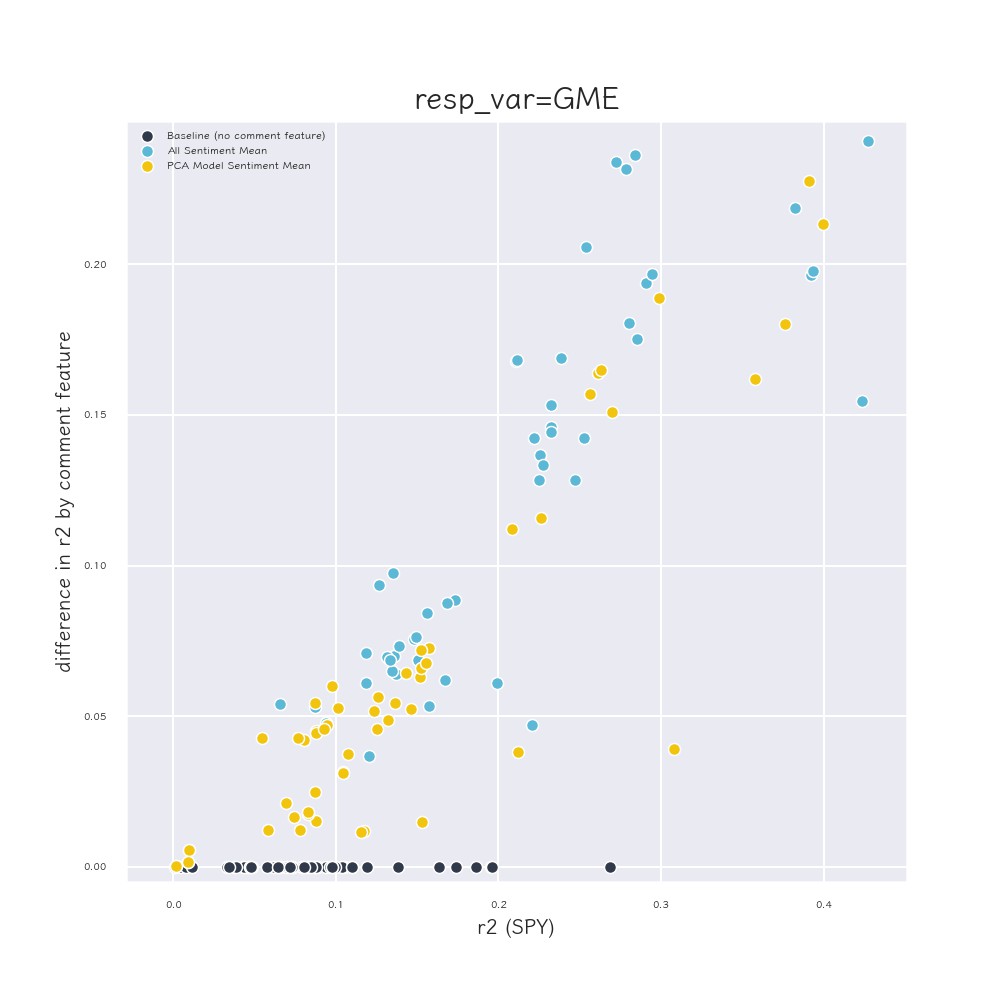 resp_var=GME
Baseline (no comment feature)
All Sentiment Mean
PCA Model Sentiment Mean
difference in r2 by comment feature
0.20
0.15
0.10
0.05
0.00
0.0
0.1
0.2
0.3
0.4
r2 (SPY)